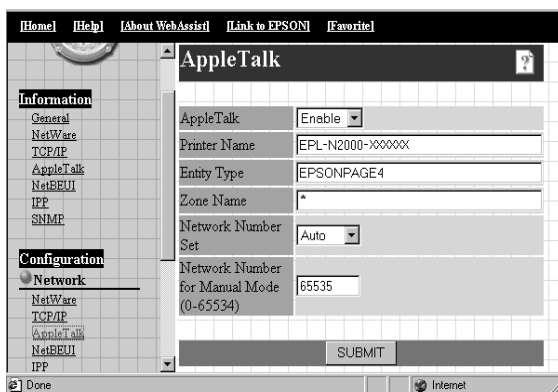 [Home] [Help] [About WebAssist] [Link to EPSON] [Favorite]
AppleTalk
?
Information
General
NetWare
TCP/IP
AppleTalk
NetBEUI
IPP
SNMP
Configuration
Network
NetWare
TCP/IP
AppleTalk
NetBEUI
IPP
AppleTalk Enable
Printer Name EPL-N2000-XXXXXX
Entity Type EPSONPAGE4
Zone Name *
Network Number
Set Auto
Network Number
for Manual Mode 65535
(0-65534)
SUBMIT
Done Internet